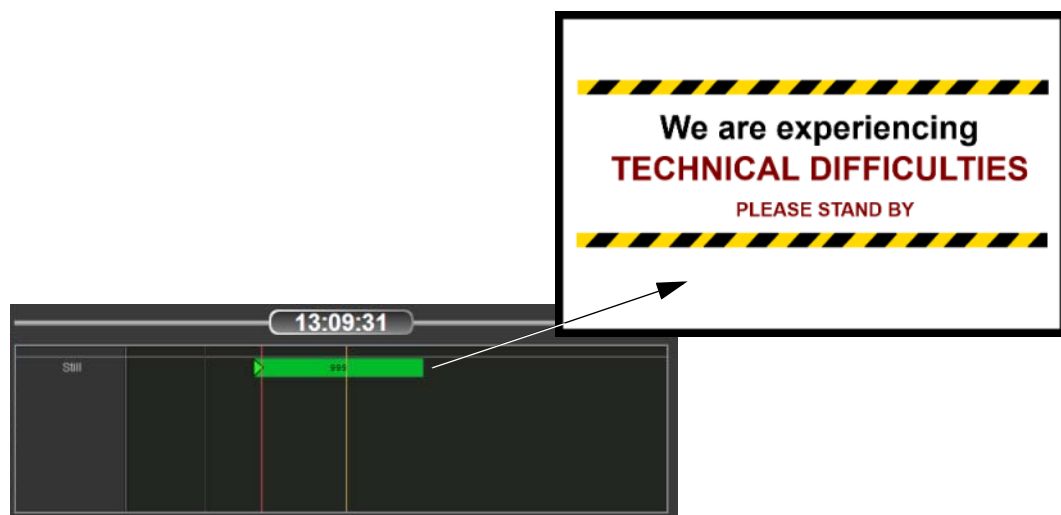 We are experiencing
TECHNICAL DIFFICULTIES
PLEASE STAND BY
13:09:31
Still
999